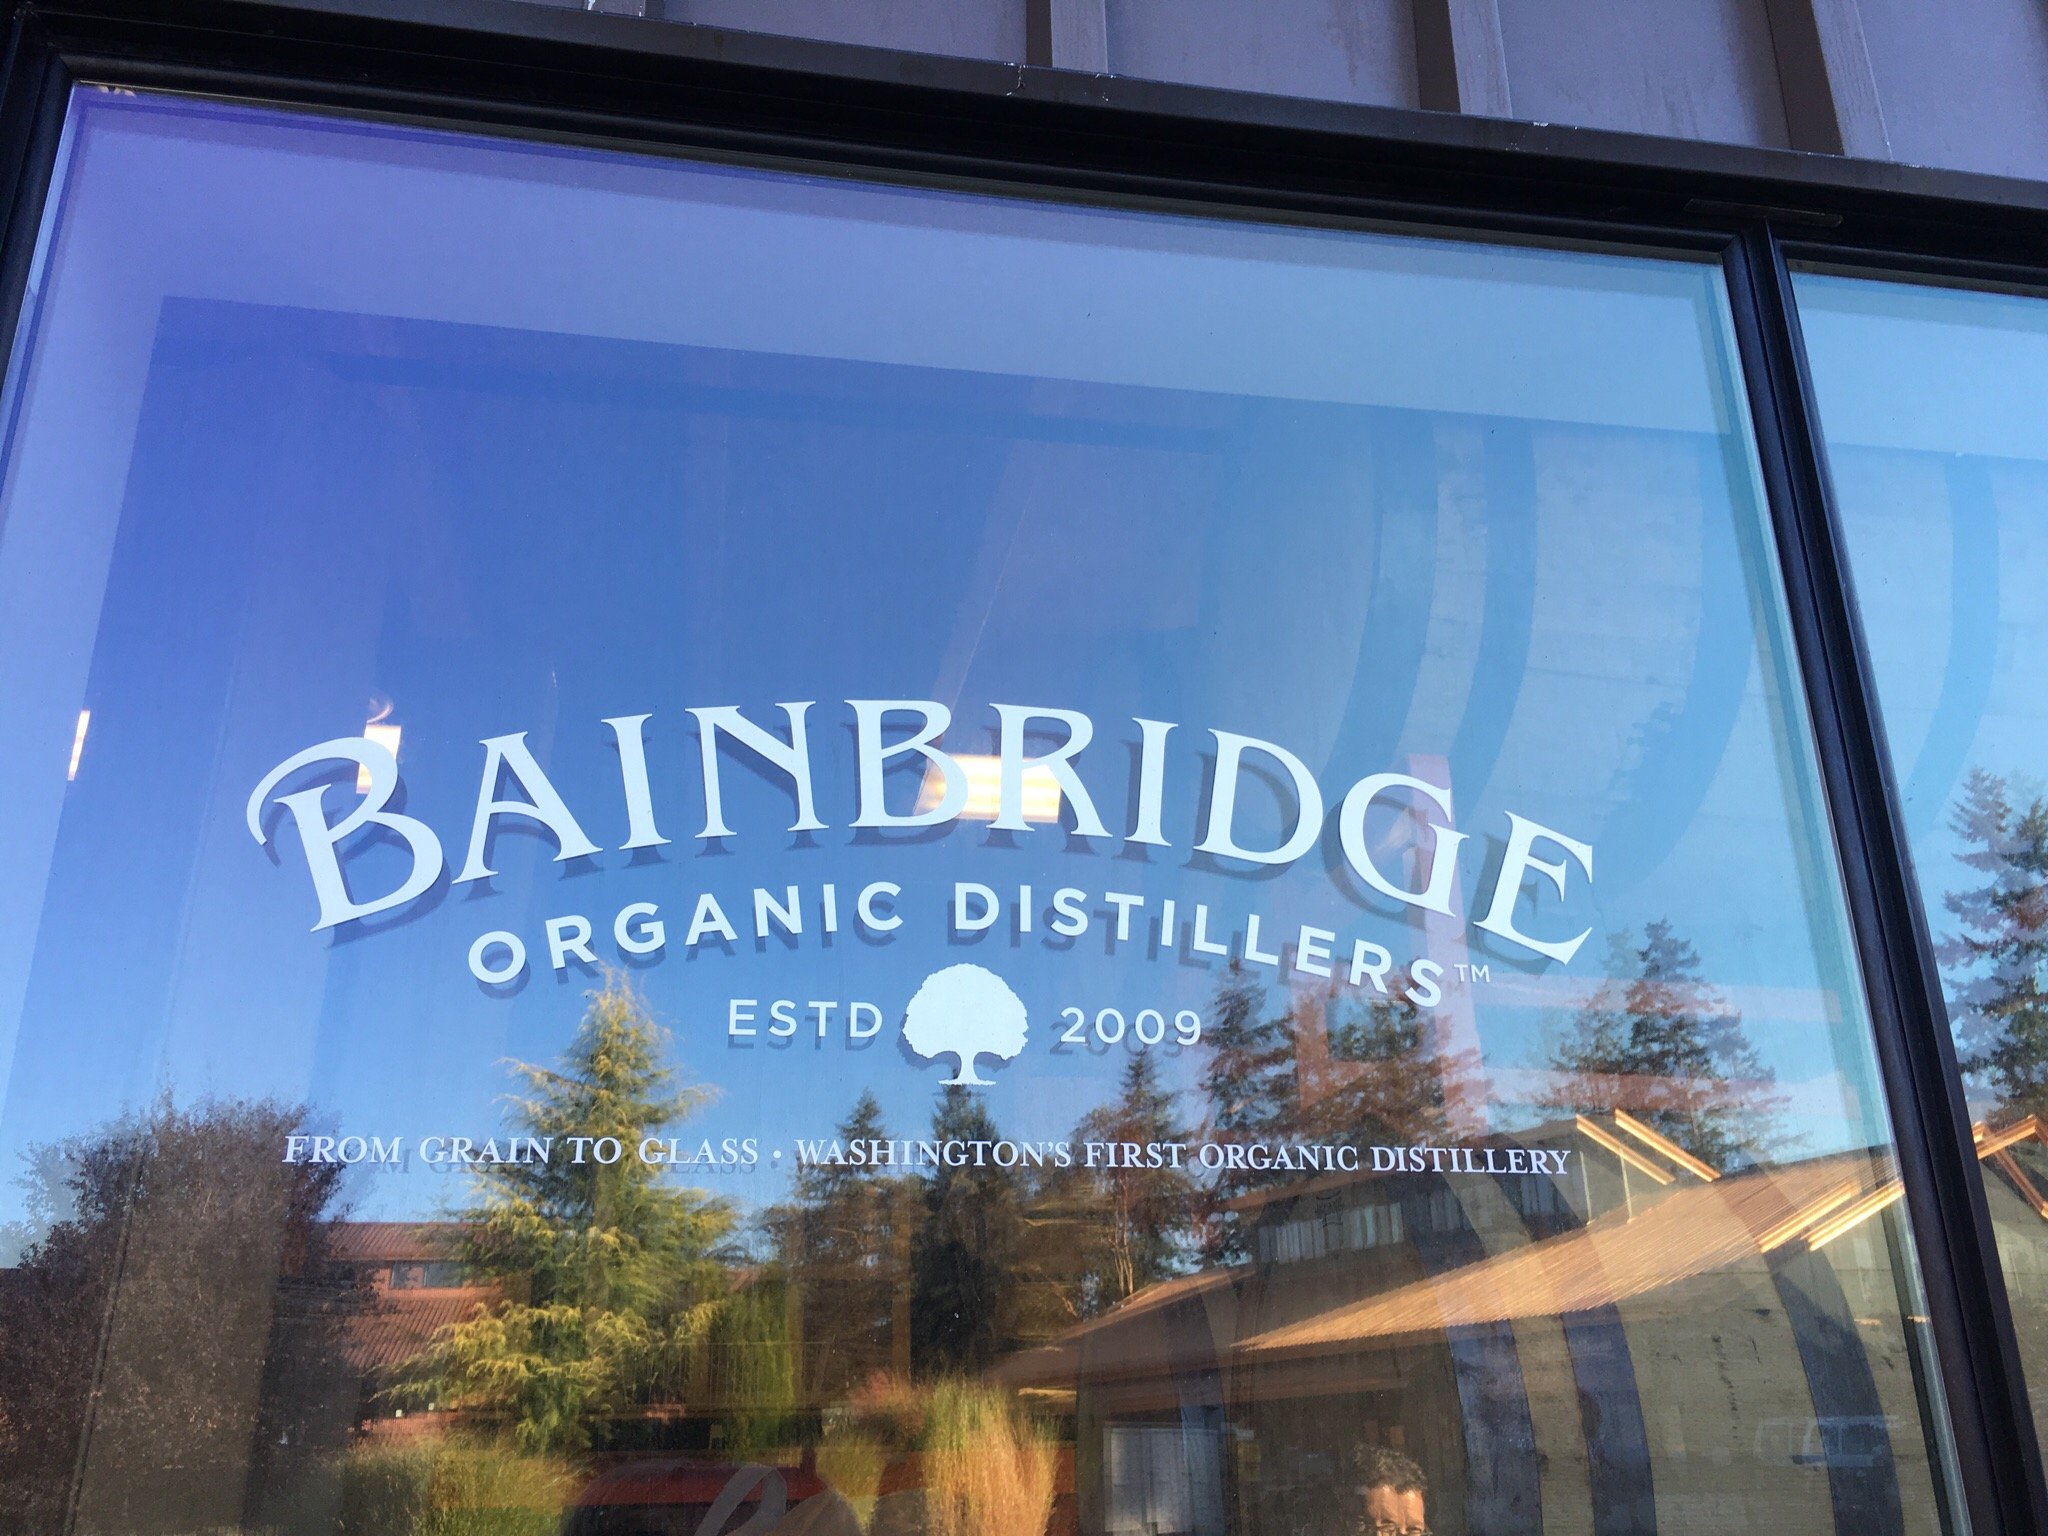 BAINBRIDGE
ORGANIC DISTILLERS™
ESTD 2009
FROM GRAIN TO GLASS • WASHINGTON'S FIRST ORGANIC DISTILLERY